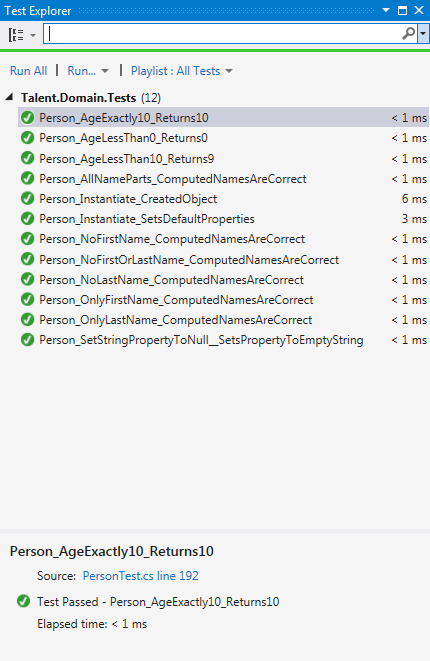 Test Explorer
Run All | Run... | Playlist : All Tests
Talent.Domain.Tests (12)
Person_AgeExactly10_Returns10 < 1 ms
Person_AgeLessThan0_Returns0 < 1 ms
Person_AgeLessThan10_Returns9 < 1 ms
Person_AllNameParts_ComputedNamesAreCorrect < 1 ms
Person_Instantiate_CreatedObject 6 ms
Person_Instantiate_SetsDefaultProperties 3 ms
Person_NoFirstName_ComputedNamesAreCorrect < 1 ms
Person_NoFirstOrLastName_ComputedNamesAreCorrect < 1 ms
Person_NoLastName_ComputedNamesAreCorrect < 1 ms
Person_OnlyFirstName_ComputedNamesAreCorrect < 1 ms
Person_OnlyLastName_ComputedNamesAreCorrect < 1 ms
Person_SetStringPropertyToNull__SetsPropertyToEmptyString < 1 ms
Person_AgeExactly10_Returns10
Source: PersonTest.cs line 192
Test Passed - Person_AgeExactly10_Returns10
Elapsed time: < 1 ms